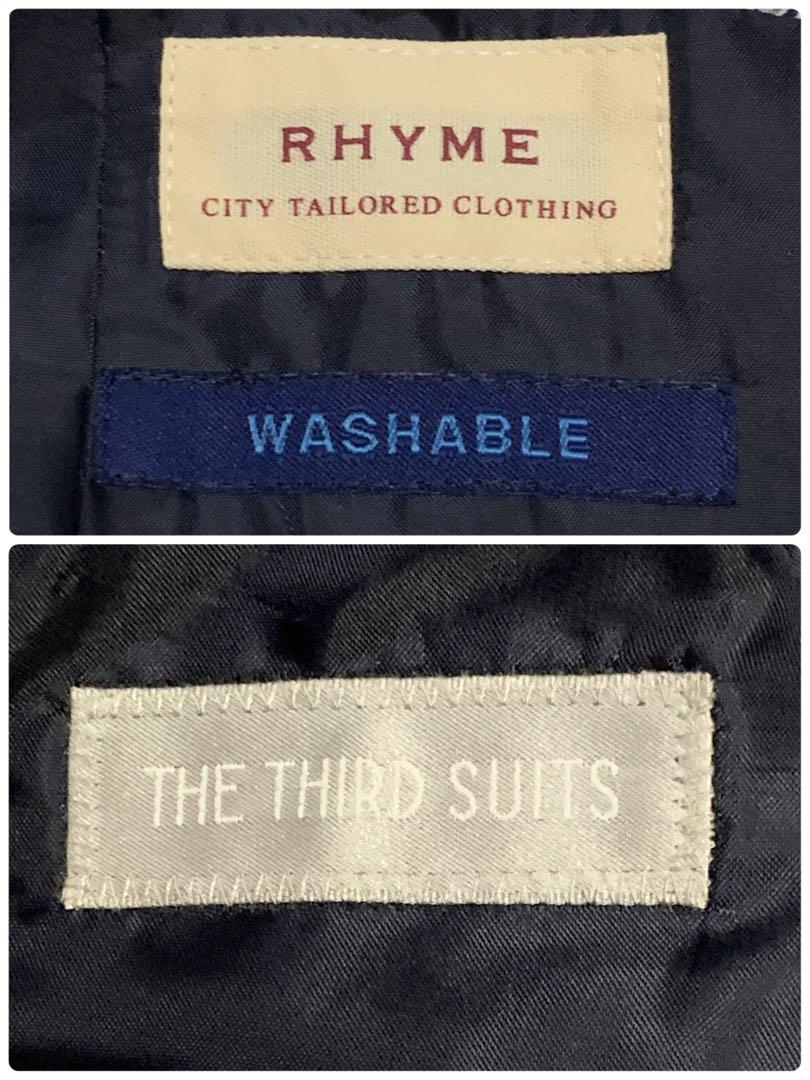 RHYME
CITY TAILORED CLOTHING
WASHABLE
THE THIRD SUITS